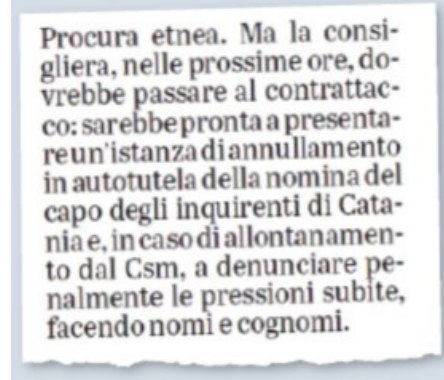 Procura etnea. Ma la consi-
gliera, nelle prossime ore, do-
vrebbe passare al contrattac-
co: sarebbe pronta a presenta-
re un'istanza di annullamento
in autotutela della nomina del
capo degli inquirenti di Cata-
nia e, in caso di allontanamen-
to dal Csm, a denunciare pe-
nalmente le pressioni subite,
facendo nomi e cognomi.